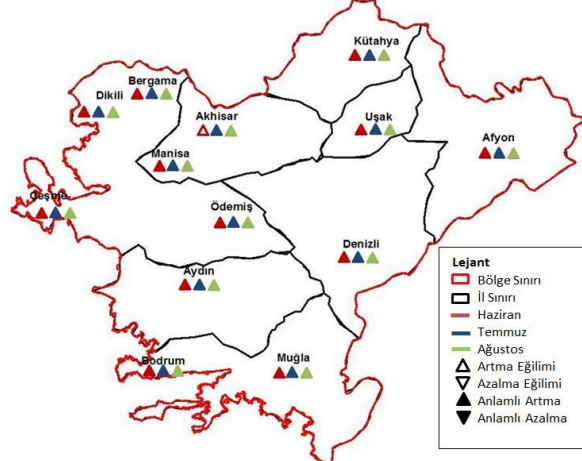 Kütahya
Bergama
Dikili
Akhisar
Uşak
Afyon
Manisa
Çeşme
Ödemiş
Denizli
Aydın
Bodrum
Muğla
Lejant
Bölge Sınırı
İl Sınırı
Haziran
Temmuz
Ağustos
Artma Eğilimi
Azalma Eğilimi
Anlamlı Artma
Anlamlı Azalma